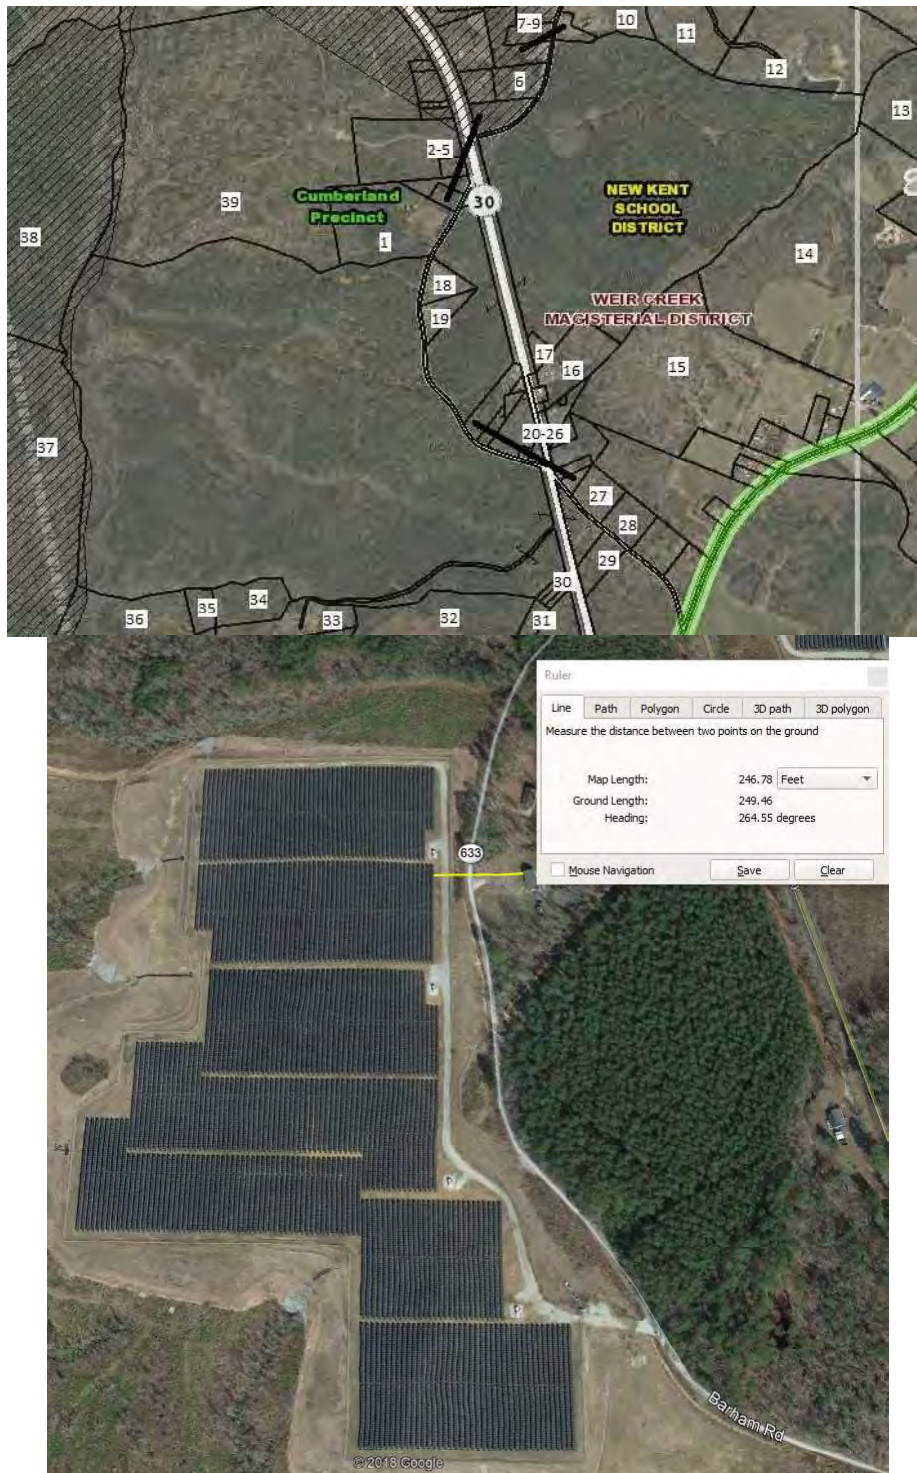 7-9
10
11
12
6
13
2-5
39
Cumberland
Precinct
30
NEW KENT
SCHOOL
DISTRICT
38
1
14
18
WEIR CREEK
MAGISTERIAL DISTRICT
19
17
16
15
20-26
37
27
28
29
30
36
35
34
33
32
31
Ruler
Line Path Polygon Circle 3D path 3D polygon
Measure the distance between two points on the ground
Map Length: 246.78 Feet
Ground Length: 249.46
Heading: 264.55 degrees
Mouse Navigation Save Clear
633
Barham Rd
© 2018 Google